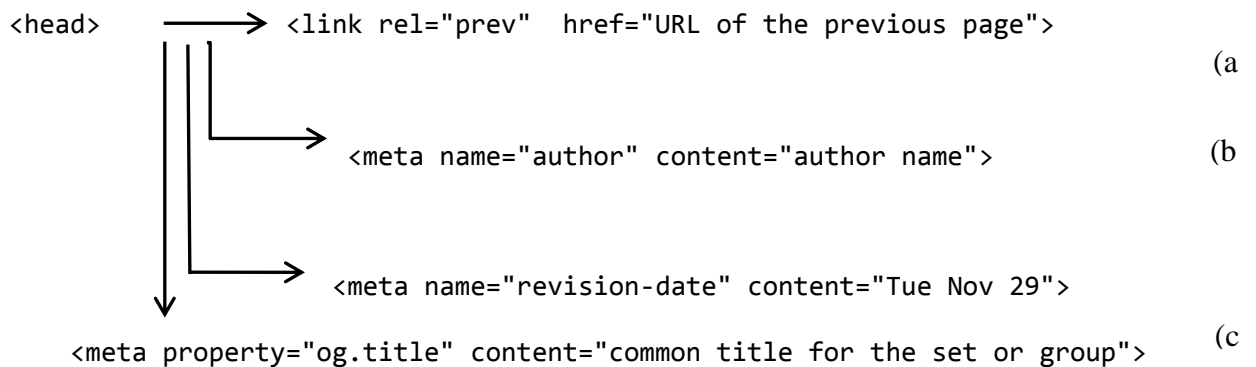 <head> <link rel="prev" href="URL of the previous page">
(a
<meta name="author" content="author name">
(b
<meta name="revision-date" content="Tue Nov 29">
<meta property="og.title" content="common title for the set or group">
(c